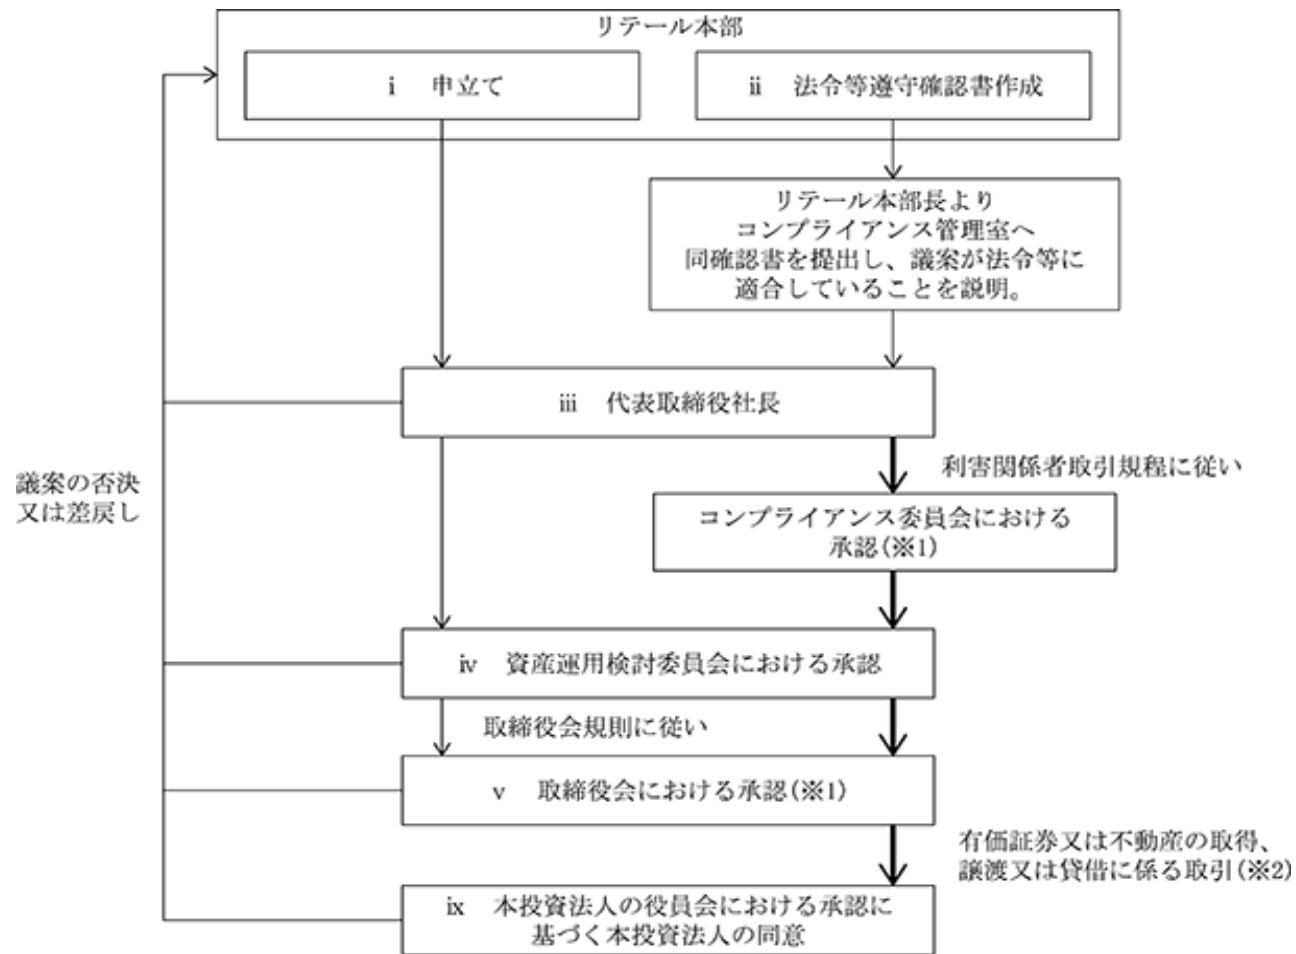 リテール本部
ⅰ 申立て
ⅱ 法令等遵守確認書作成
リテール本部長より
コンプライアンス管理室へ
同確認書を提出し、議案が法令等に
適合していることを説明。
ⅲ 代表取締役社長
議案の否決
又は差戻し
利害関係者取引規程に従い
コンプライアンス委員会における
承認(※1)
ⅳ 資産運用検討委員会における承認
取締役会規則に従い
ⅴ 取締役会における承認(※1)
有価証券又は不動産の取得、
譲渡又は貸借に係る取引(※2)
ⅸ 本投資法人の役員会における承認に
基づく本投資法人の同意